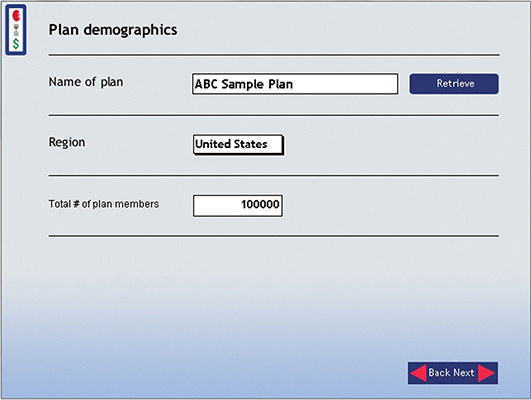 Plan demographics
Name of plan ABC Sample Plan Retrieve
Region United States
Total # of plan members 100000
Back Next
$